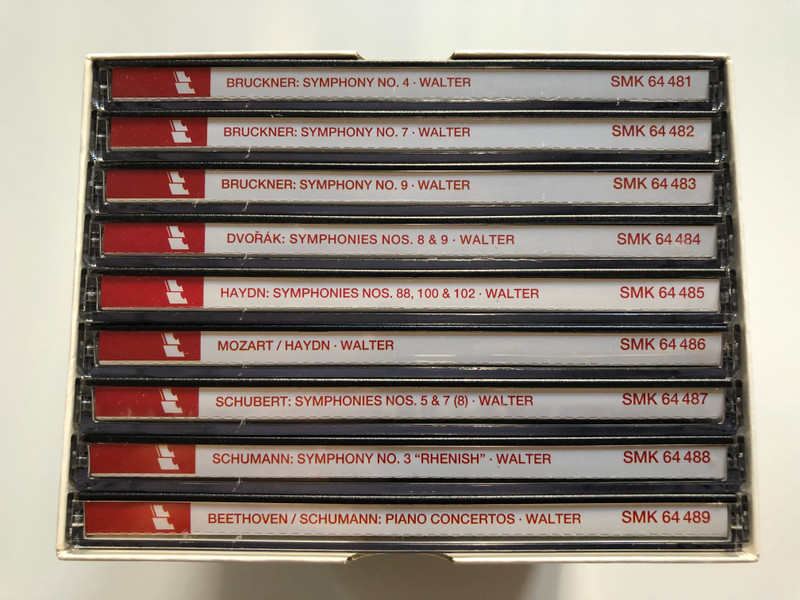 BRUCKNER: SYMPHONY NO. 4 · WALTER SMK 64 481
BRUCKNER: SYMPHONY NO. 7 · WALTER SMK 64 482
BRUCKNER: SYMPHONY NO. 9 · WALTER SMK 64 483
DVOŘÁK: SYMPHONIES NOS. 8 & 9 · WALTER SMK 64 484
HAYDN: SYMPHONIES NOS. 88, 100 & 102 · WALTER SMK 64 485
MOZART / HAYDN · WALTER SMK 64 486
SCHUBERT: SYMPHONIES NOS. 5 & 7 (8) · WALTER SMK 64 487
SCHUMANN: SYMPHONY NO. 3 “RHENISH” · WALTER SMK 64 488
BEETHOVEN / SCHUMANN: PIANO CONCERTOS · WALTER SMK 64 489